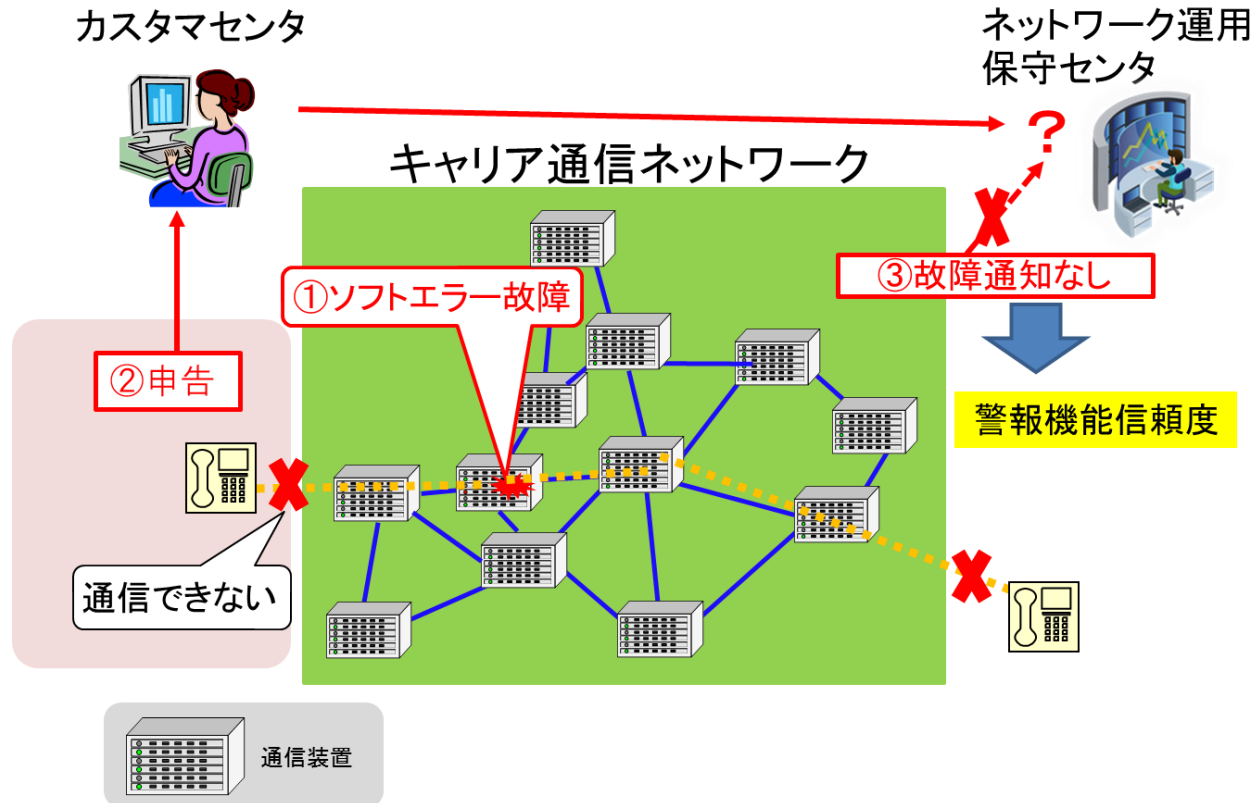 カスタマセンタ
ネットワーク運用
保守センタ
?
キャリア通信ネットワーク
①ソフトエラー故障
③故障通知なし
②申告
警報機能信頼度
通信できない
通信装置